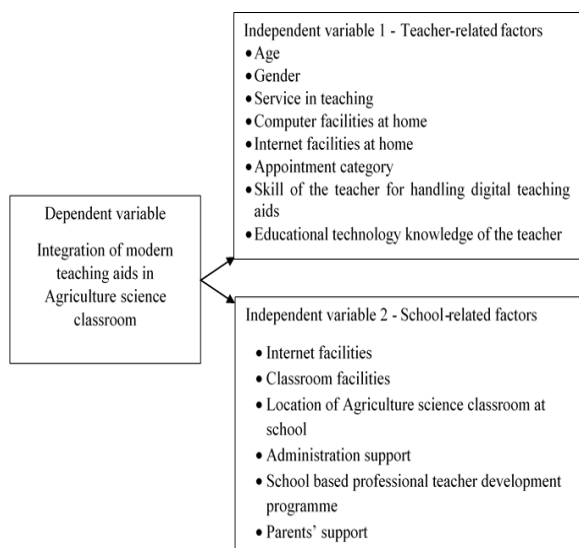 Independent variable 1 - Teacher-related factors
•Age
•Gender
•Service in teaching
•Computer facilities at home
•Internet facilities at home
•Appointment category
•Skill of the teacher for handling digital teaching
aids
•Educational technology knowledge of the teacher
Dependent variable
Integration of modern
teaching aids in
Agriculture science
classroom
Independent variable 2 - School-related factors
• Internet facilities
• Classroom facilities
• Location of Agriculture science classroom at
school
• Administration support
• School based professional teacher development
programme
• Parents' support